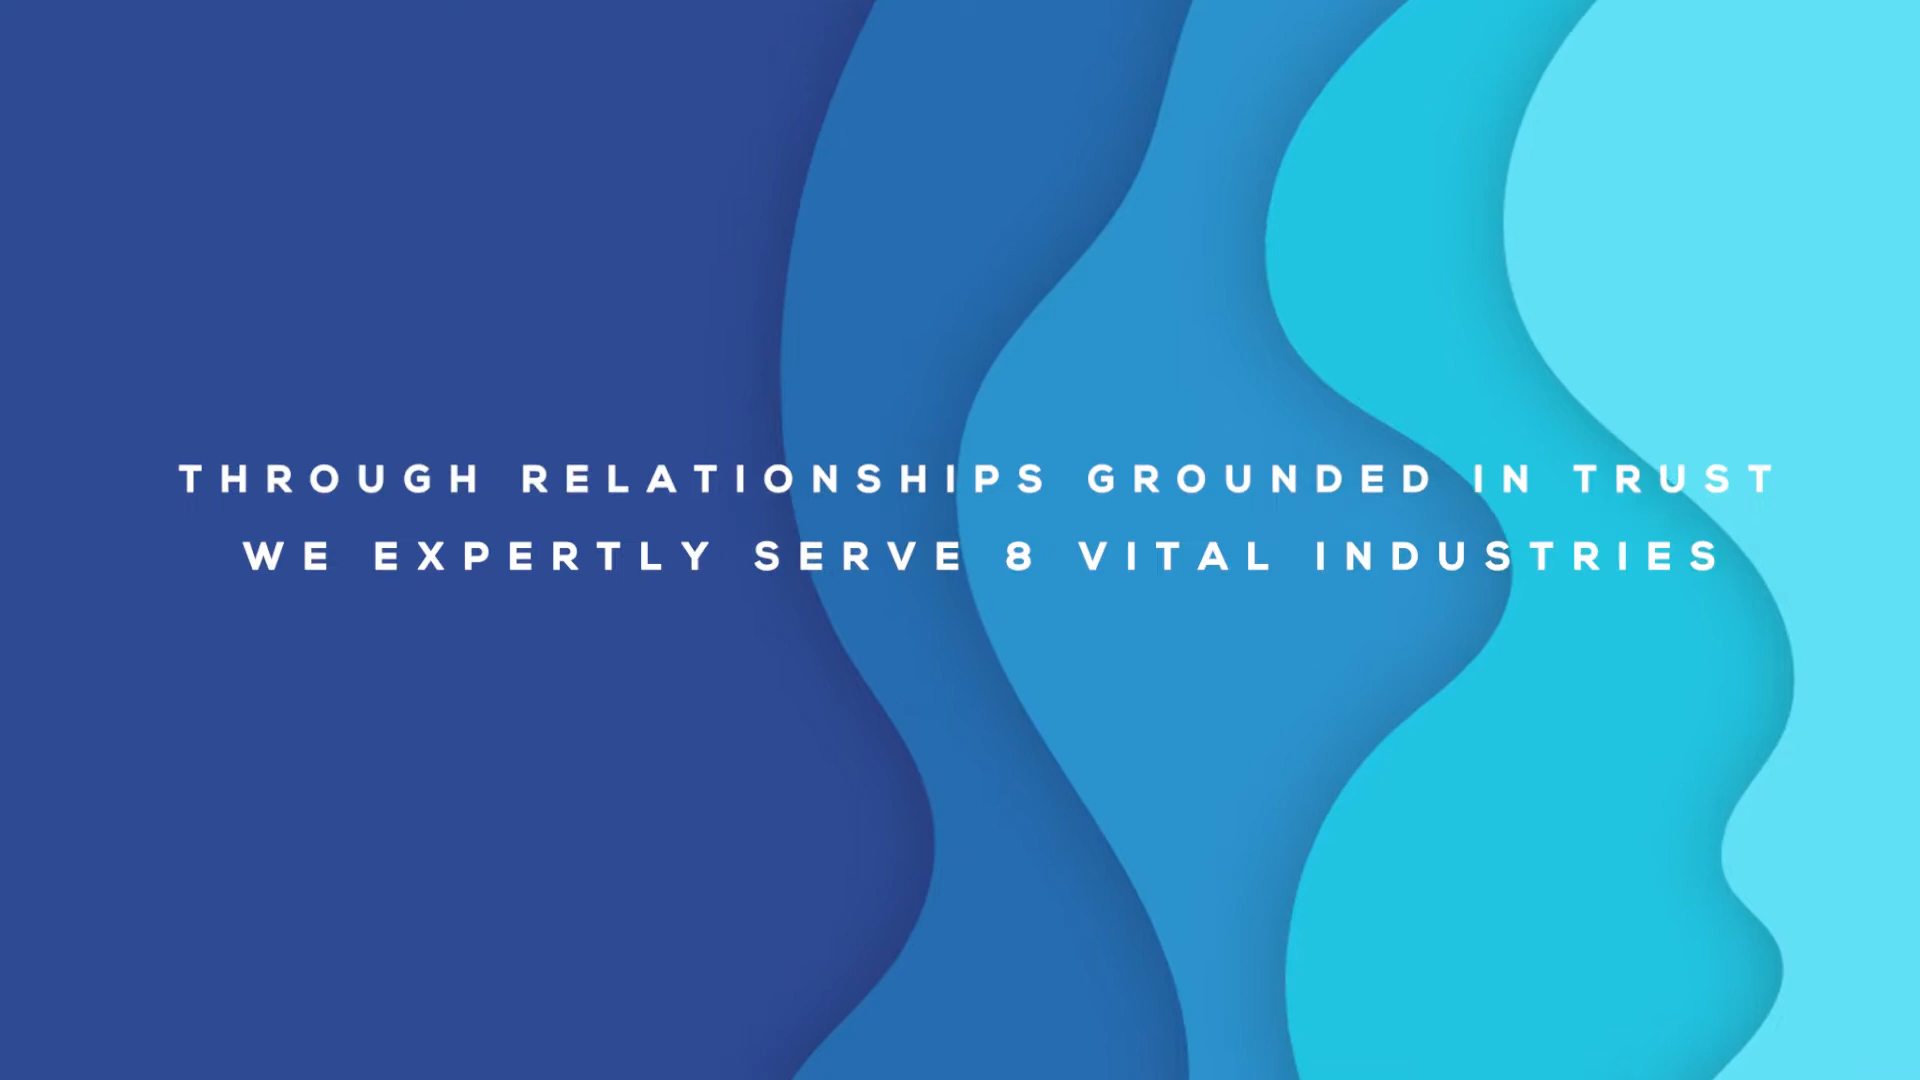 THROUGH RELATIONSHIPS GROUNDED IN TRUST
WE EXPERTLY SERVE 8 VITAL INDUSTRIES